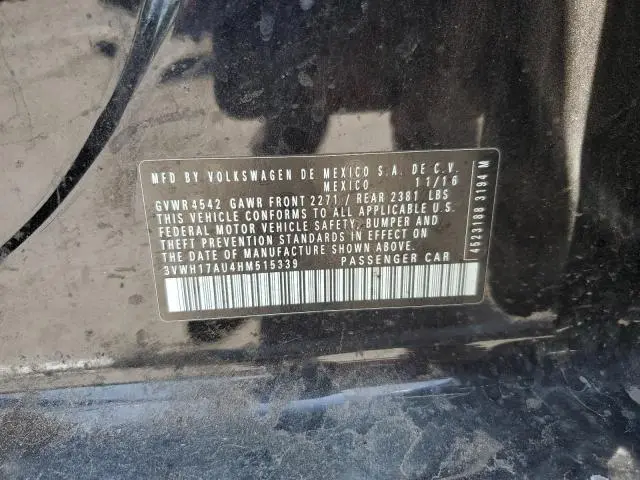 MFD BY VOLKSWAGEN DE MEXICO S.A. DE C.V.
MEXICO 11/16
GVWR 4542 GAWR FRONT 2271 / REAR 2381 LBS
THIS VEHICLE CONFORMS TO ALL APPLICABLE U.S.
FEDERAL MOTOR VEHICLE SAFETY, BUMPER AND
THEFT PREVENTION STANDARDS IN EFFECT ON THE
DATE OF MANUFACTURE SHOWN ABOVE.
3VWH17AU4HM515339 PASSENGER CAR
4523188 3194 M